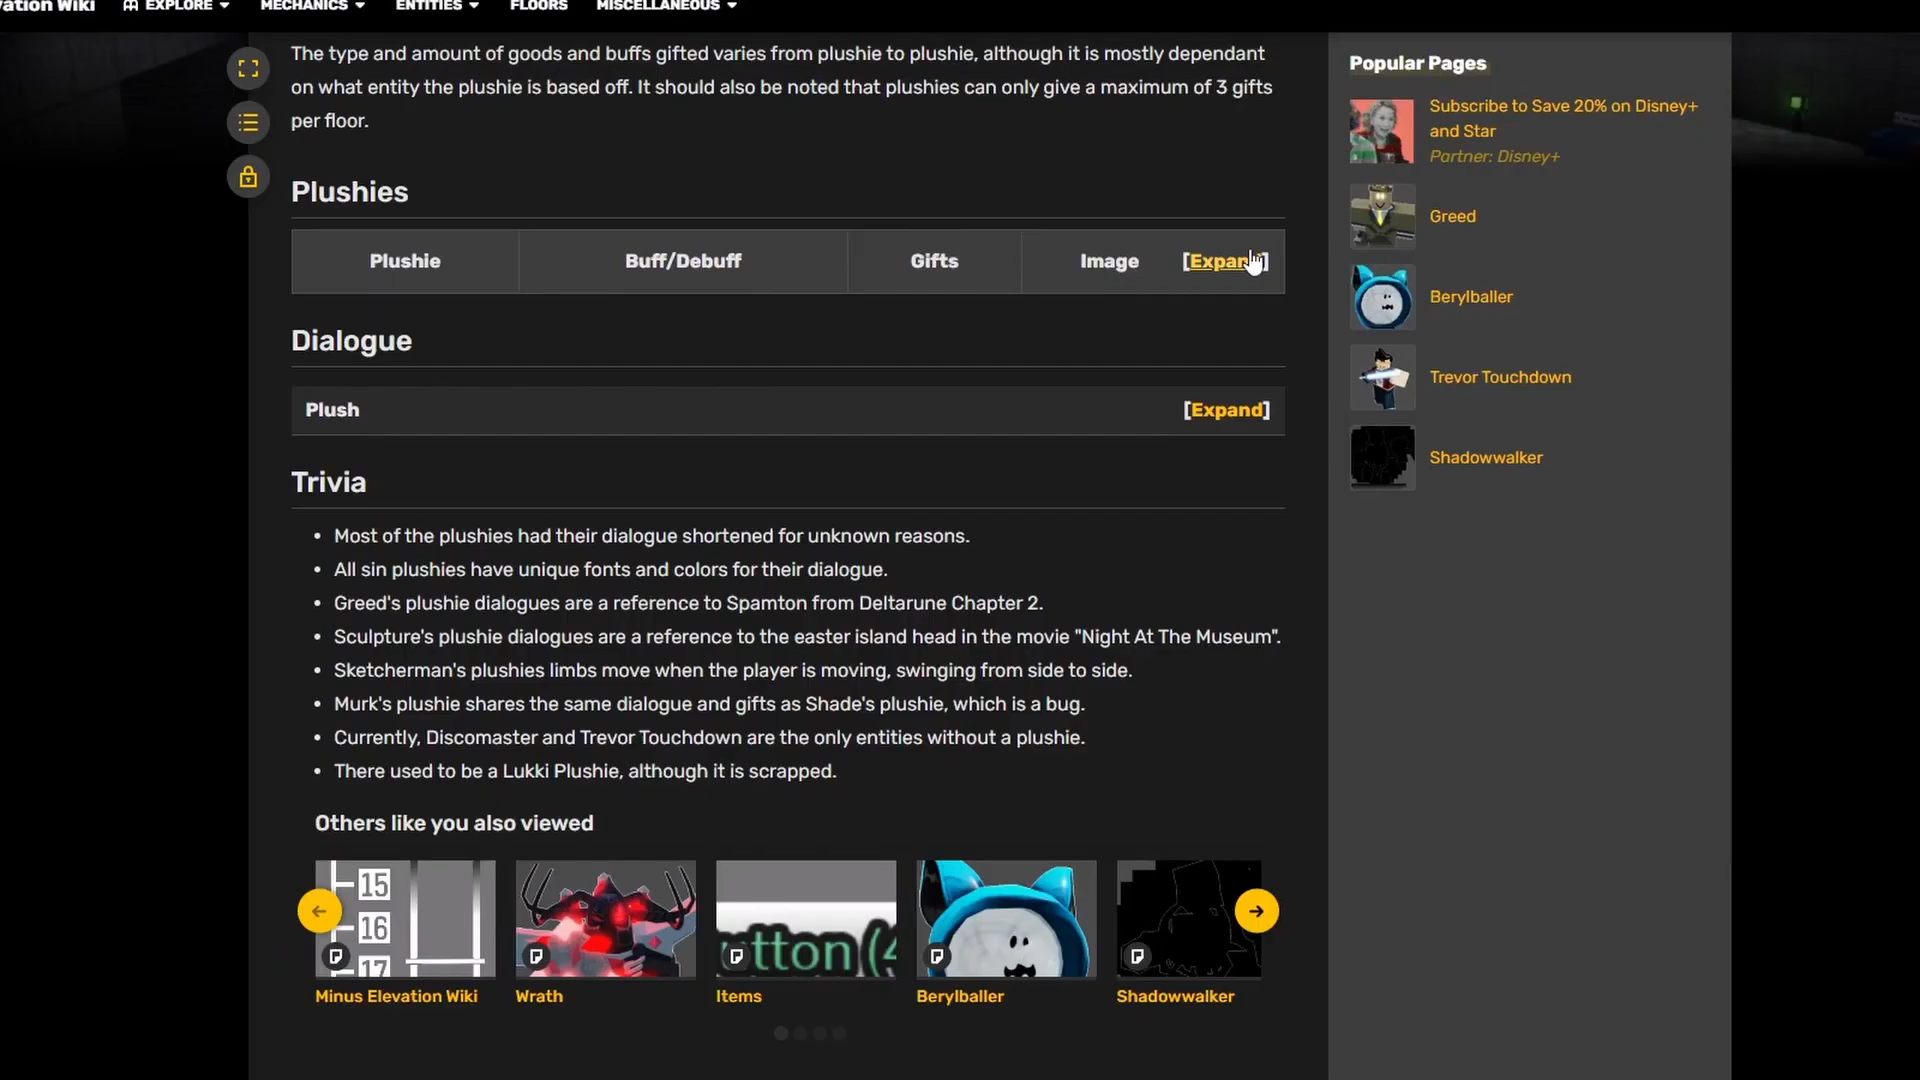 vation Wiki EXPLORE MECHANICS ENTITIES FLOORS MISCELLANEOUS
The type and amount of goods and buffs gifted varies from plushie to plushie, although it is mostly dependant
on what entity the plushie is based off. It should also be noted that plushies can only give a maximum of 3 gifts
per floor.
Plushies
Plushie Buff/Debuff Gifts Image [Expand]
Dialogue
Plush [Expand]
Trivia
• Most of the plushies had their dialogue shortened for unknown reasons.
• All sin plushies have unique fonts and colors for their dialogue.
• Greed's plushie dialogues are a reference to Spamton from Deltarune Chapter 2.
• Sculpture's plushie dialogues are a reference to the easter island head in the movie "Night At The Museum".
• Sketcherman's plushies limbs move when the player is moving, swinging from side to side.
• Murk's plushie shares the same dialogue and gifts as Shade's plushie, which is a bug.
• Currently, Discomaster and Trevor Touchdown are the only entities without a plushie.
• There used to be a Lukki Plushie, although it is scrapped.
Others like you also viewed
15
16
17
utton (4
Minus Elevation Wiki
Wrath
Items
Berylballer
Shadowwalker
Popular Pages
Subscribe to Save 20% on Disney+
and Star
Partner: Disney+
Greed
Berylballer
Trevor Touchdown
Shadowwalker